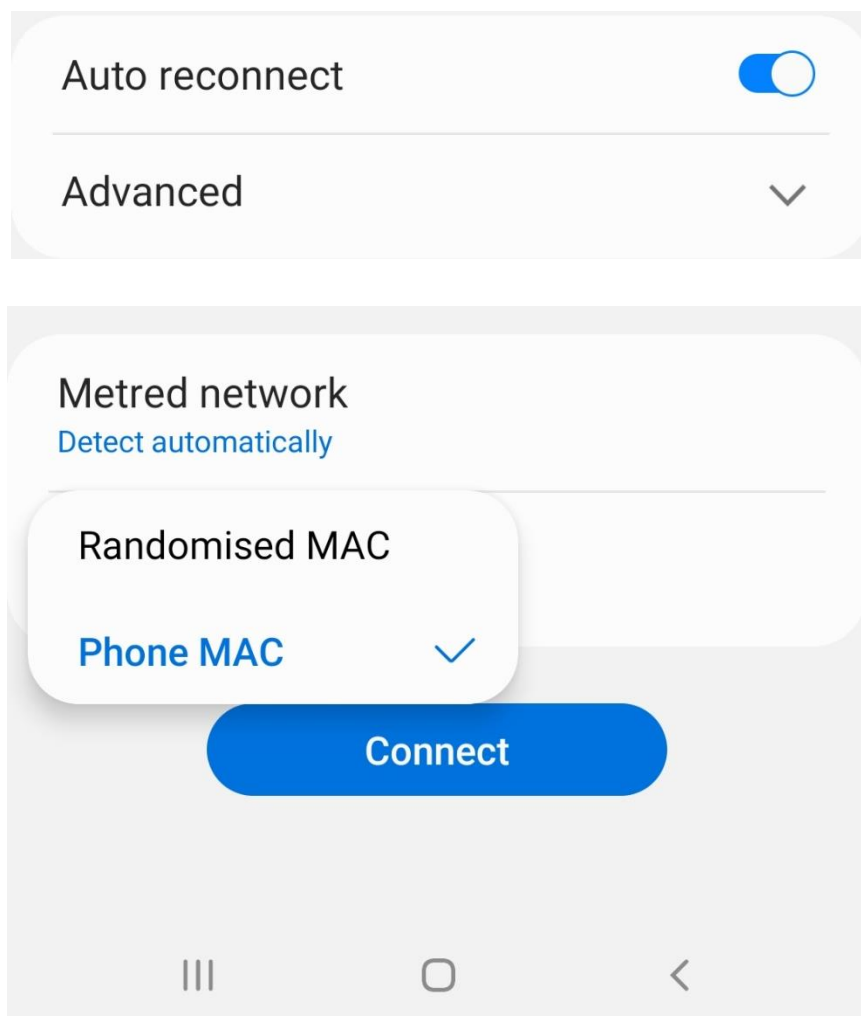 Auto reconnect
Advanced
Metred network
Detect automatically
Randomised MAC
Phone MAC
Connect